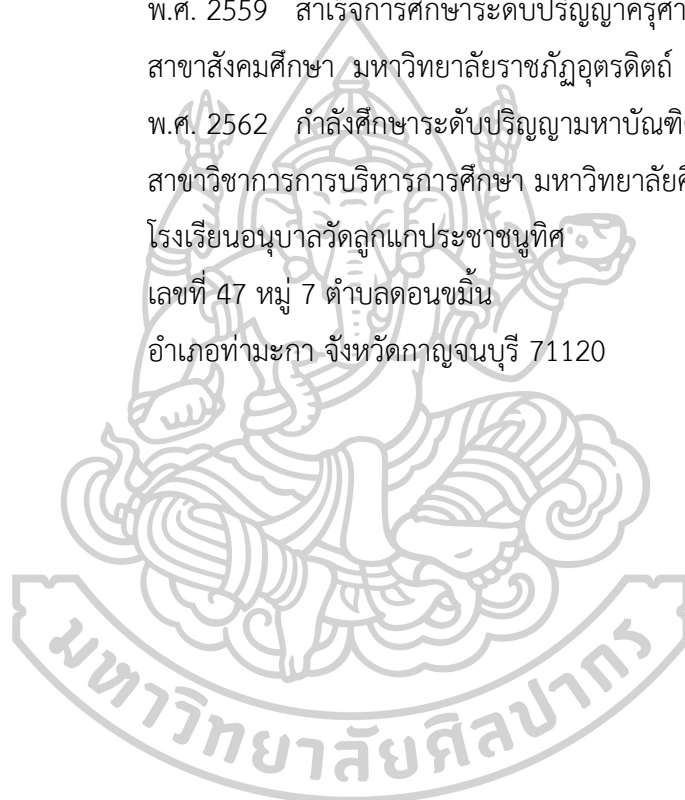 พ.ศ. 2559 สำเร็จการศึกษาระดับปริญญาครุศา
สาขาสังคมศึกษา มหาวิทยาลัยราชภัฏอุตรดิตถ์
พ.ศ. 2562 กำลังศึกษาระดับปริญญามหาบัณฑิ
สาขาวิชาการการบริหารการศึกษา มหาวิทยาลัยศิ
โรงเรียนอนุบาลวัดลูกแกประชาชนูทิศ
เลขที่ 47 หมู่ 7 ตำบลดอนขมิ้น
อำเภอท่ามะกา จังหวัดกาญจนบุรี 71120
มหาวิทยาลัยศิลปากร